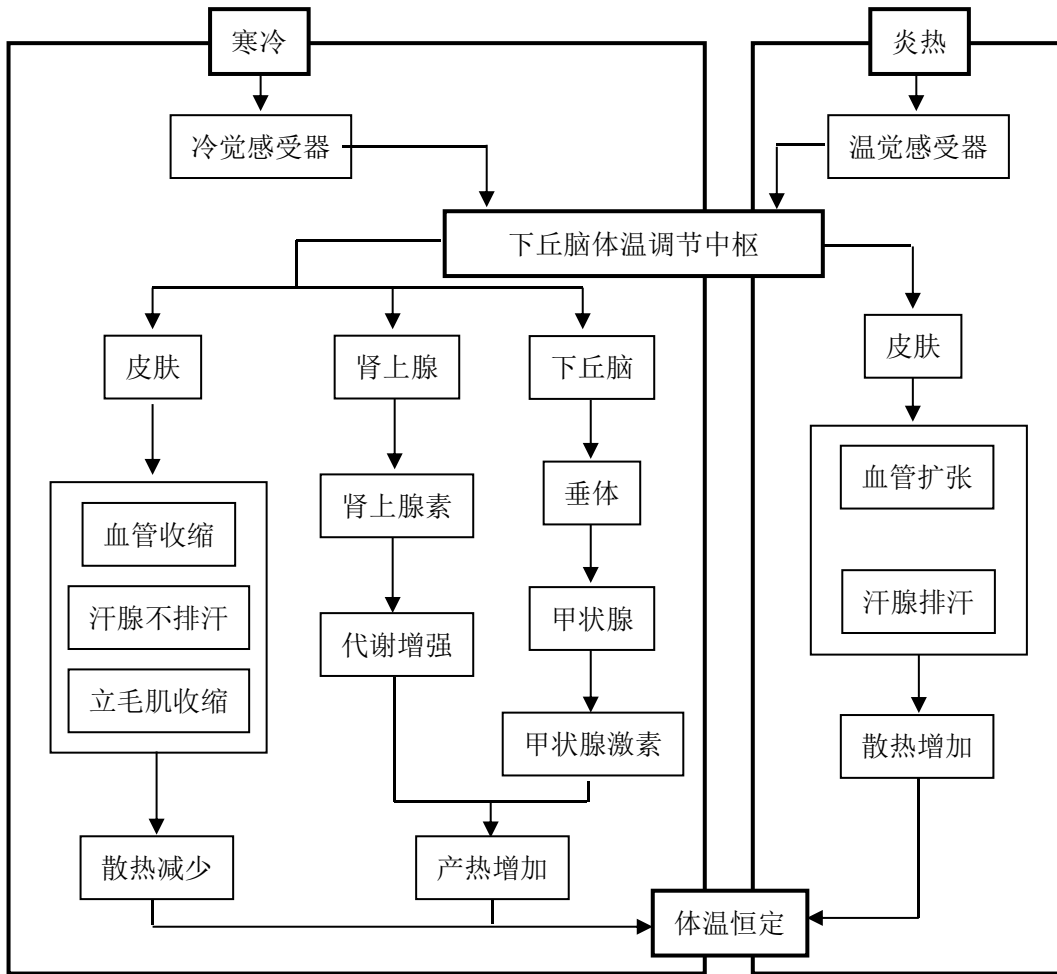 寒冷
炎热
冷觉感受器
温觉感受器
下丘脑体温调节中枢
皮肤
肾上腺
下丘脑
皮肤
血管收缩
汗腺不排汗
立毛肌收缩
肾上腺素
代谢增强
垂体
甲状腺
甲状腺激素
血管扩张
汗腺排汗
散热增加
散热减少
产热增加
体温恒定